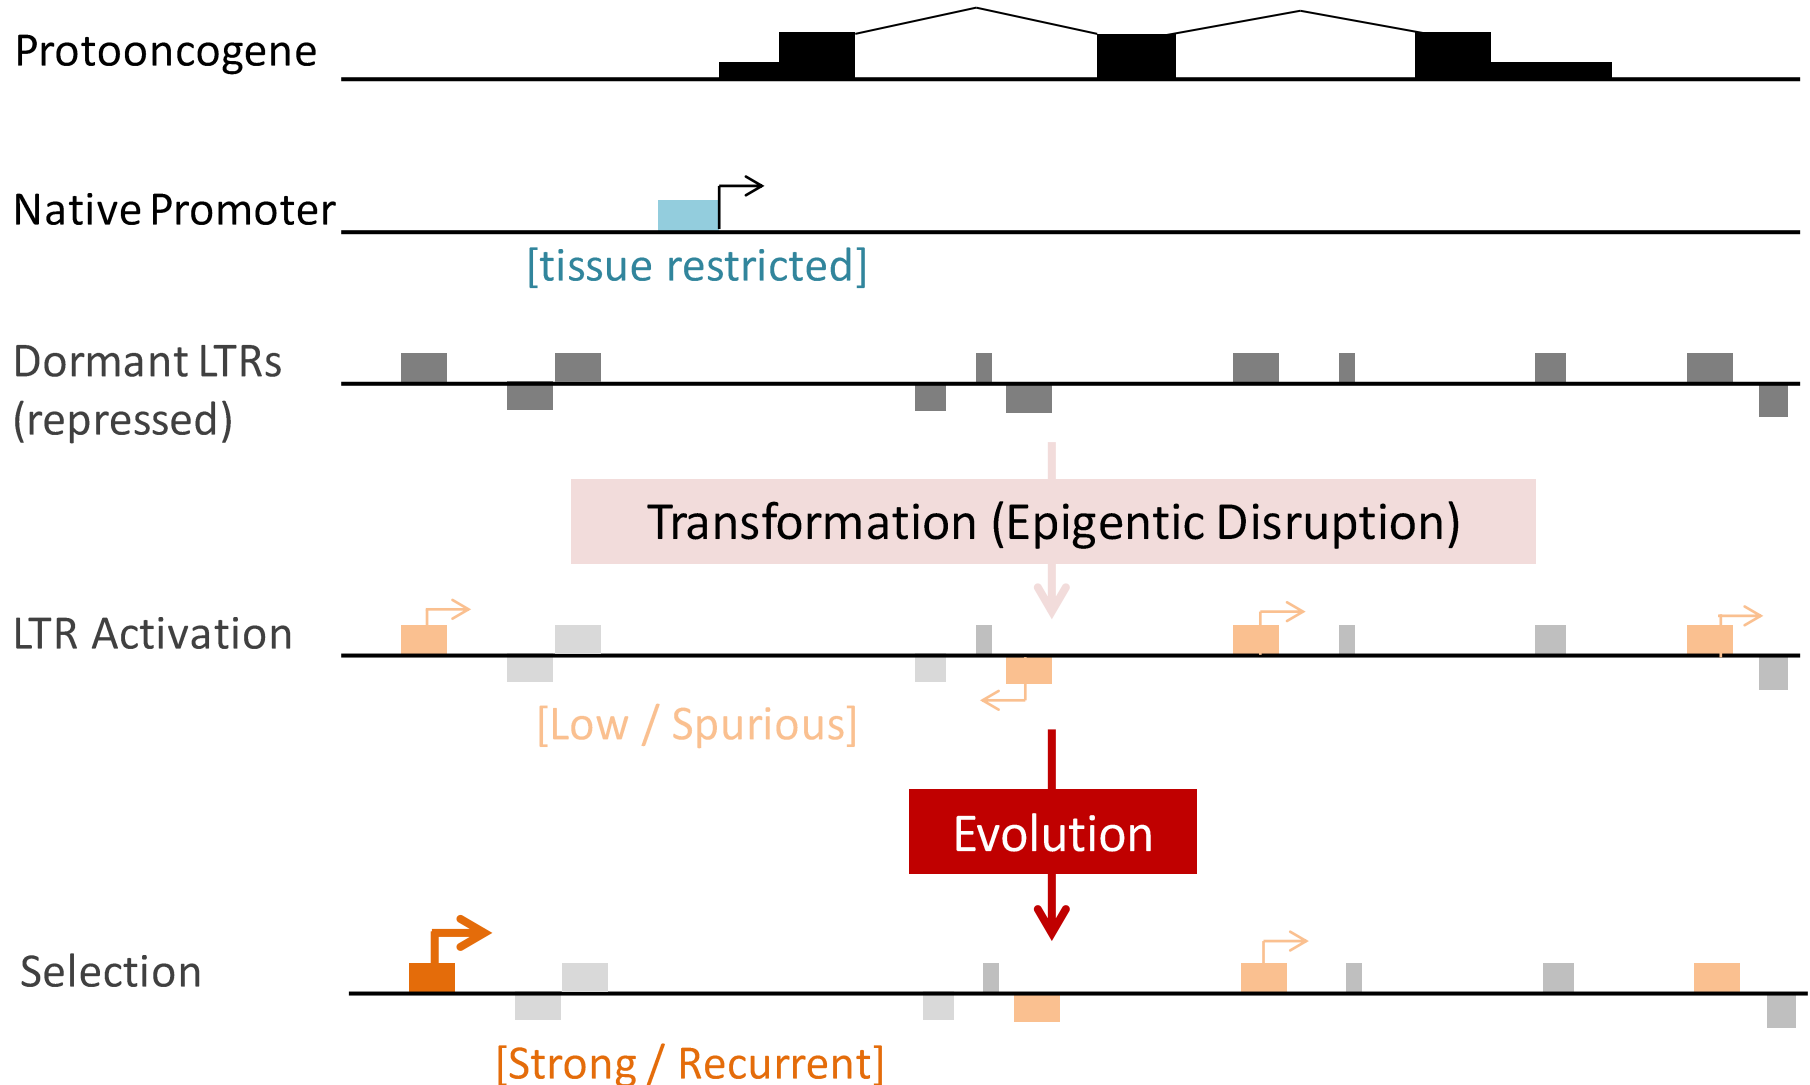 Protooncogene
Native Promoter
[tissue restricted]
Dormant LTRs
(repressed)
Transformation (Epigentic Disruption)
LTR Activation
[Low / Spurious]
Evolution
Selection
[Strong / Recurrent]